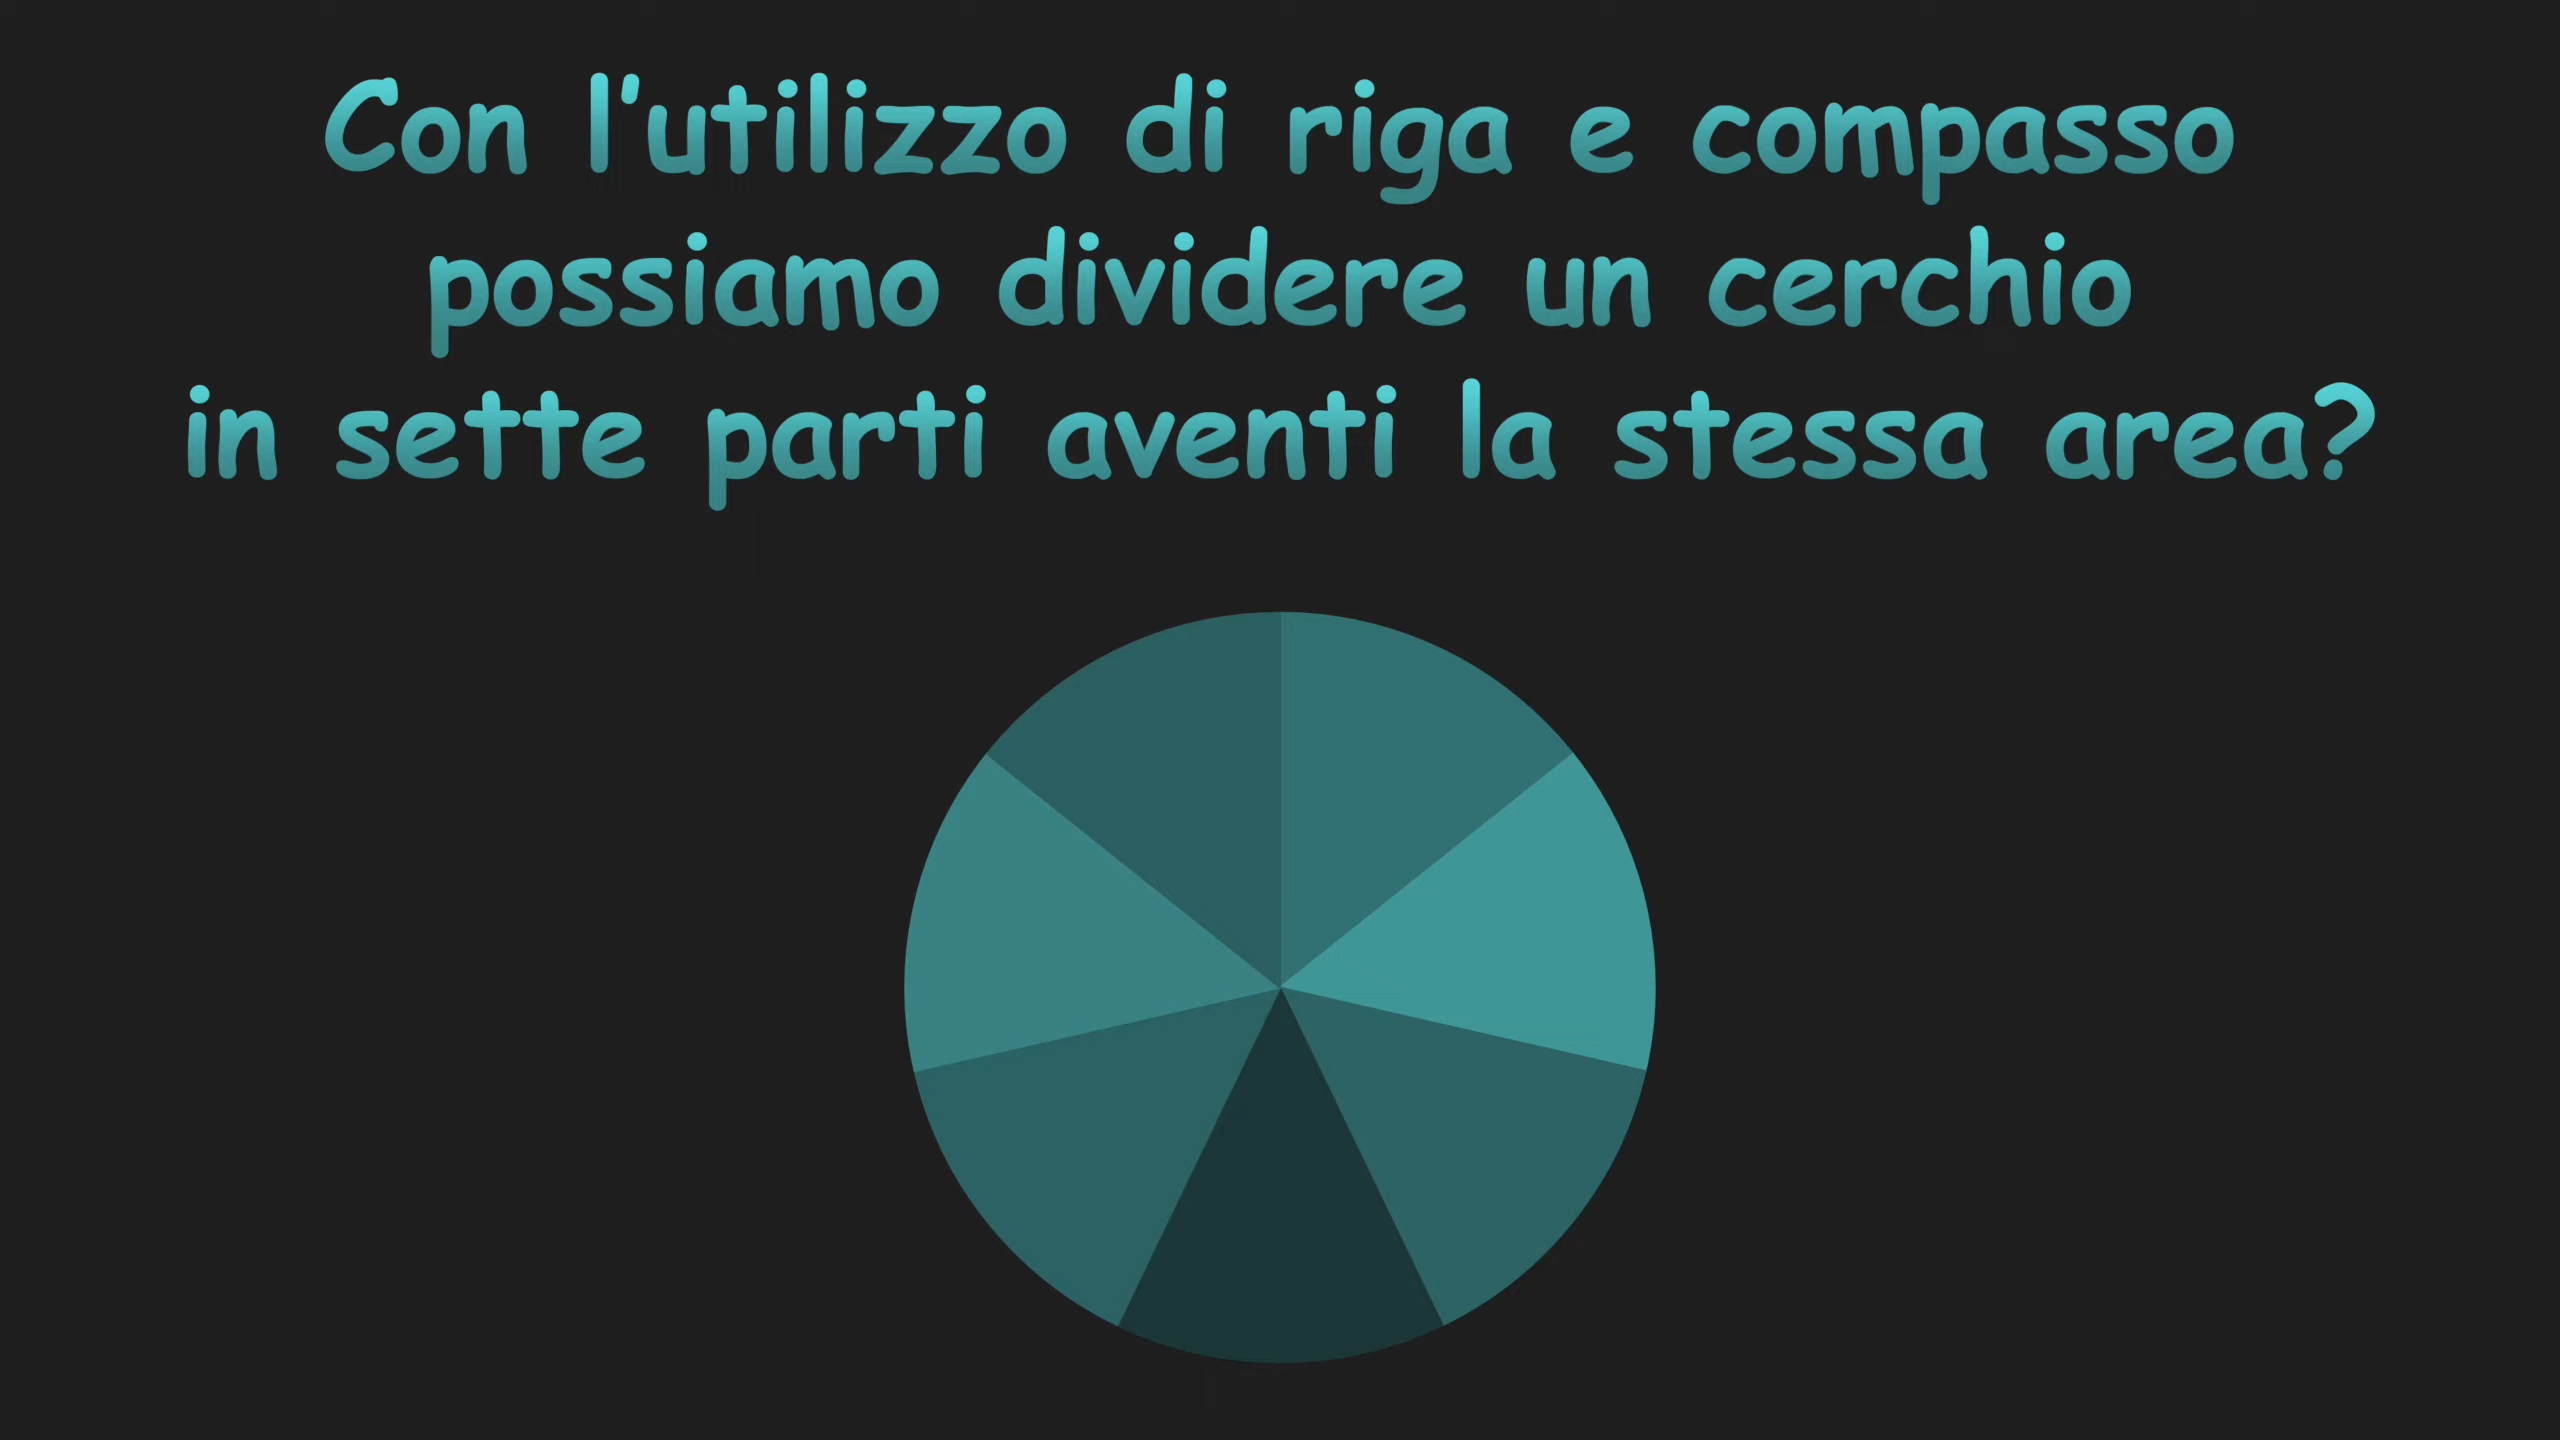 Con l'utilizzo di riga e compasso
possiamo dividere un cerchio
in sette parti aventi la stessa area?